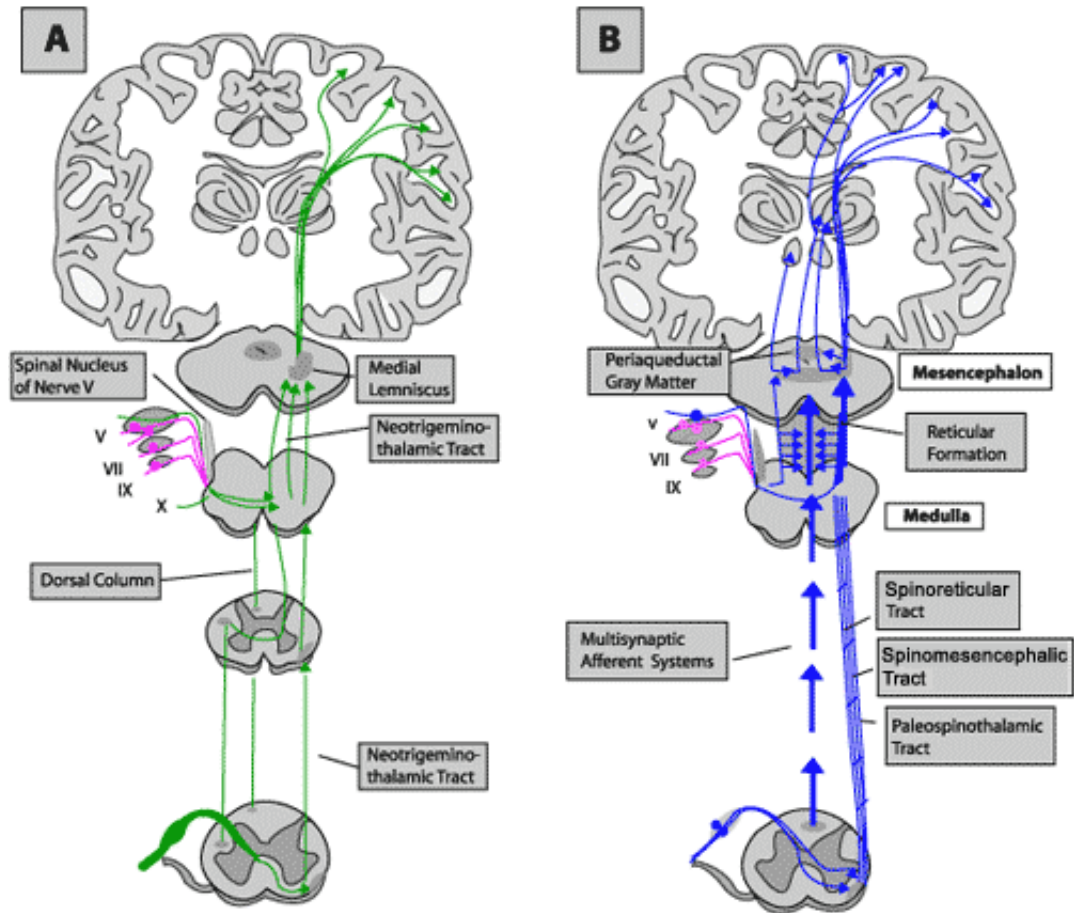 A
Spinal Nucleus
of Nerve V
Medial
Lemniscus
Neotrigemino-
thalamic Tract
V
VII
IX
X
Dorsal Column
Neotrigemino-
thalamic Tract
B
Periaqueductal
Gray Matter
Mesencephalon
V
VII
IX
Reticular
Formation
Medulla
Multisynaptic
Afferent Systems
Spinoreticular
Tract
Spinomesencephalic
Tract
Paleospinothalamic
Tract